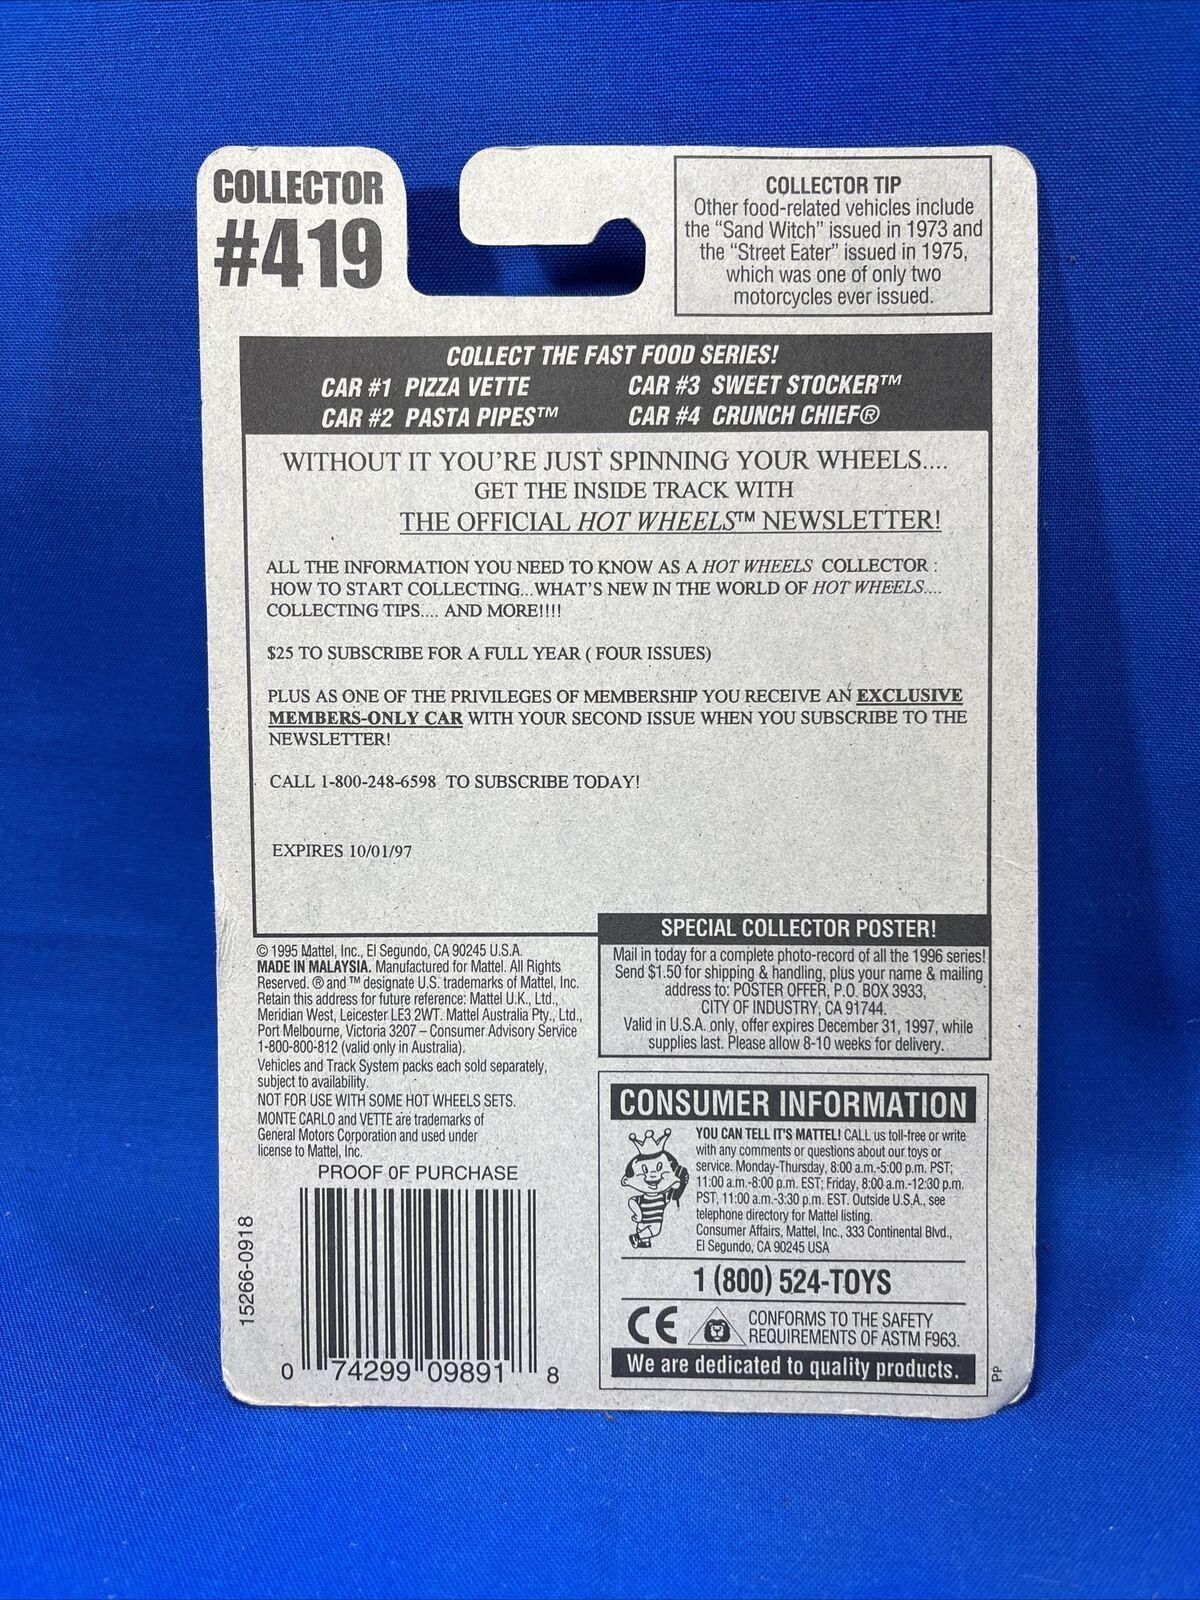 COLLECTOR
#419
COLLECTOR TIP
Other food-related vehicles include
the “Sand Witch” issued in 1973 and
the “Street Eater” issued in 1975,
which was one of only two
motorcycles ever issued.
COLLECT THE FAST FOOD SERIES!
CAR #1 PIZZA VETTE
CAR #2 PASTA PIPES™
CAR #3 SWEET STOCKER™
CAR #4 CRUNCH CHIEF®
WITHOUT IT YOU'RE JUST SPINNING YOUR WHEELS....
GET THE INSIDE TRACK WITH
THE OFFICIAL HOT WHEELS™ NEWSLETTER!
ALL THE INFORMATION YOU NEED TO KNOW AS A HOT WHEELS COLLECTOR :
HOW TO START COLLECTING...WHAT'S NEW IN THE WORLD OF HOT WHEELS....
COLLECTING TIPS.... AND MORE!!!!
$25 TO SUBSCRIBE FOR A FULL YEAR ( FOUR ISSUES)
PLUS AS ONE OF THE PRIVILEGES OF MEMBERSHIP YOU RECEIVE AN EXCLUSIVE
MEMBERS-ONLY CAR WITH YOUR SECOND ISSUE WHEN YOU SUBSCRIBE TO THE
NEWSLETTER!
CALL 1-800-248-6598 TO SUBSCRIBE TODAY!
EXPIRES 10/01/97
© 1995 Mattel, Inc., El Segundo, CA 90245 U.S.A.
MADE IN MALAYSIA. Manufactured for Mattel. All Rights
Reserved. ® and ™ designate U.S. trademarks of Mattel, Inc.
Retain this address for future reference: Mattel U.K., Ltd.,
Meridian West, Leicester LE3 2WT. Mattel Australia Pty., Ltd.,
Port Melbourne, Victoria 3207 – Consumer Advisory Service
1-800-800-812 (valid only in Australia).
Vehicles and Track System packs each sold separately,
subject to availability.
NOT FOR USE WITH SOME HOT WHEELS SETS.
MONTE CARLO and VETTE are trademarks of
General Motors Corporation and used under
license to Mattel, Inc.
PROOF OF PURCHASE
15266-0918
0 74299 09891 8
SPECIAL COLLECTOR POSTER!
Mail in today for a complete photo-record of all the 1996 series!
Send $1.50 for shipping & handling, plus your name & mailing
address to: POSTER OFFER, P.O. BOX 3933,
CITY OF INDUSTRY, CA 91744.
Valid in U.S.A. only, offer expires December 31, 1997, while
supplies last. Please allow 8-10 weeks for delivery.
CONSUMER INFORMATION
YOU CAN TELL IT'S MATTEL! CALL us toll-free or write
with any comments or questions about our toys or
service. Monday-Thursday, 8:00 a.m.-5:00 p.m. PST;
11:00 a.m.-8:00 p.m. EST; Friday, 8:00 a.m.-12:30 p.m.
PST, 11:00 a.m.-3:30 p.m. EST. Outside U.S.A., see
telephone directory for Mattel listing.
Consumer Affairs, Mattel, Inc., 333 Continental Blvd.,
El Segundo, CA 90245 USA
1 (800) 524-TOYS
CE
CONFORMS TO THE SAFETY
REQUIREMENTS OF ASTM F963.
We are dedicated to quality products.
PP